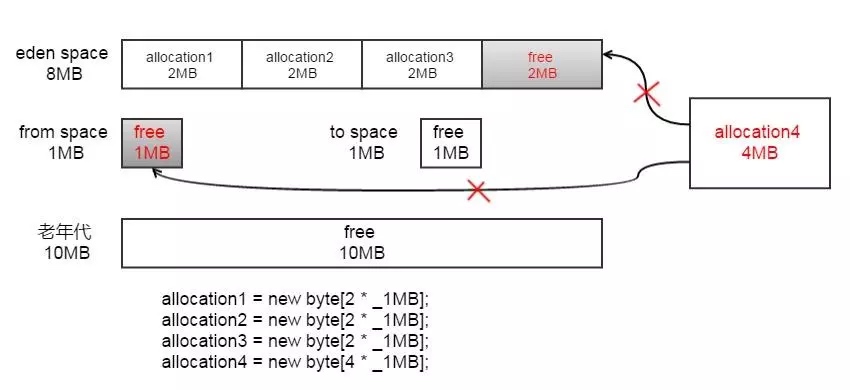 eden space
8MB
allocation1
2MB
allocation2
2MB
allocation3
2MB
free
2MB
from space
1MB
free
1MB
to space
1MB
free
1MB
allocation4
4MB
老年代
10MB
free
10MB
allocation1 = new byte[2 * _1MB];
allocation2 = new byte[2 * _1MB];
allocation3 = new byte[2 * _1MB];
allocation4 = new byte[4 * _1MB];